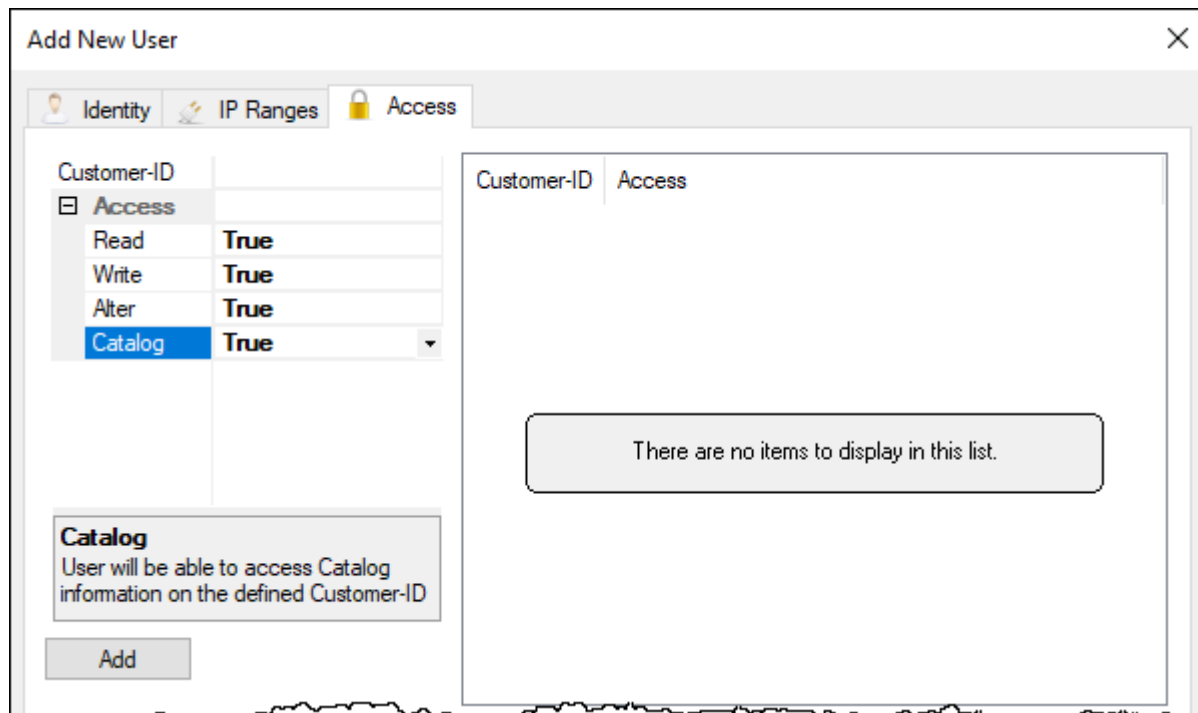 Add New User
Identity
IP Ranges
Access
Customer-ID
Access
Read True
Write True
Alter True
Catalog True
Customer-ID Access
There are no items to display in this list.
Catalog
User will be able to access Catalog
information on the defined Customer-ID
Add